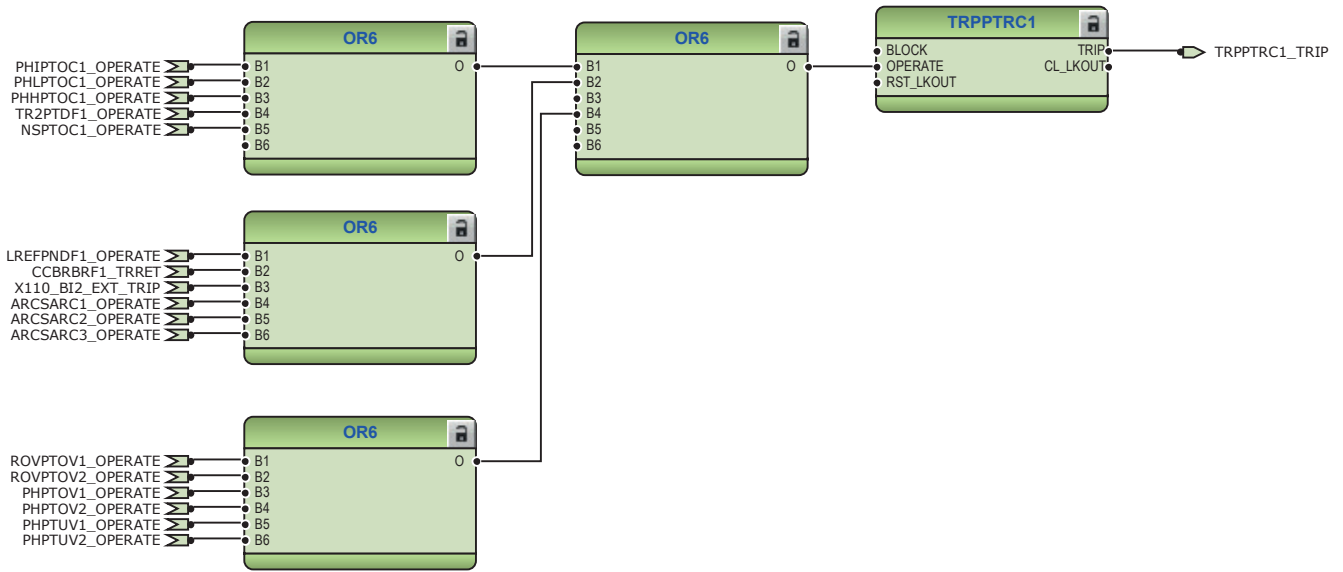 OR6
PHIPTOC1_OPERATE B1 O
PHLPTOC1_OPERATE B2
PHHPTOC1_OPERATE B3
TR2PTDF1_OPERATE B4
NSPTOC1_OPERATE B5
B6
OR6
B1 O
B2
B3
B4
B5
B6
TRPPTRC1
BLOCK TRIP
OPERATE CL_LKOUT
RST_LKOUT
TRPPTRC1_TRIP
OR6
LREFPNDF1_OPERATE B1 O
CCBRBRF1_TRRET B2
X110_BI2_EXT_TRIP B3
ARCSARC1_OPERATE B4
ARCSARC2_OPERATE B5
ARCSARC3_OPERATE B6
OR6
ROVPTOV1_OPERATE B1 O
ROVPTOV2_OPERATE B2
PHPTOV1_OPERATE B3
PHPTOV2_OPERATE B4
PHPTUV1_OPERATE B5
PHPTUV2_OPERATE B6